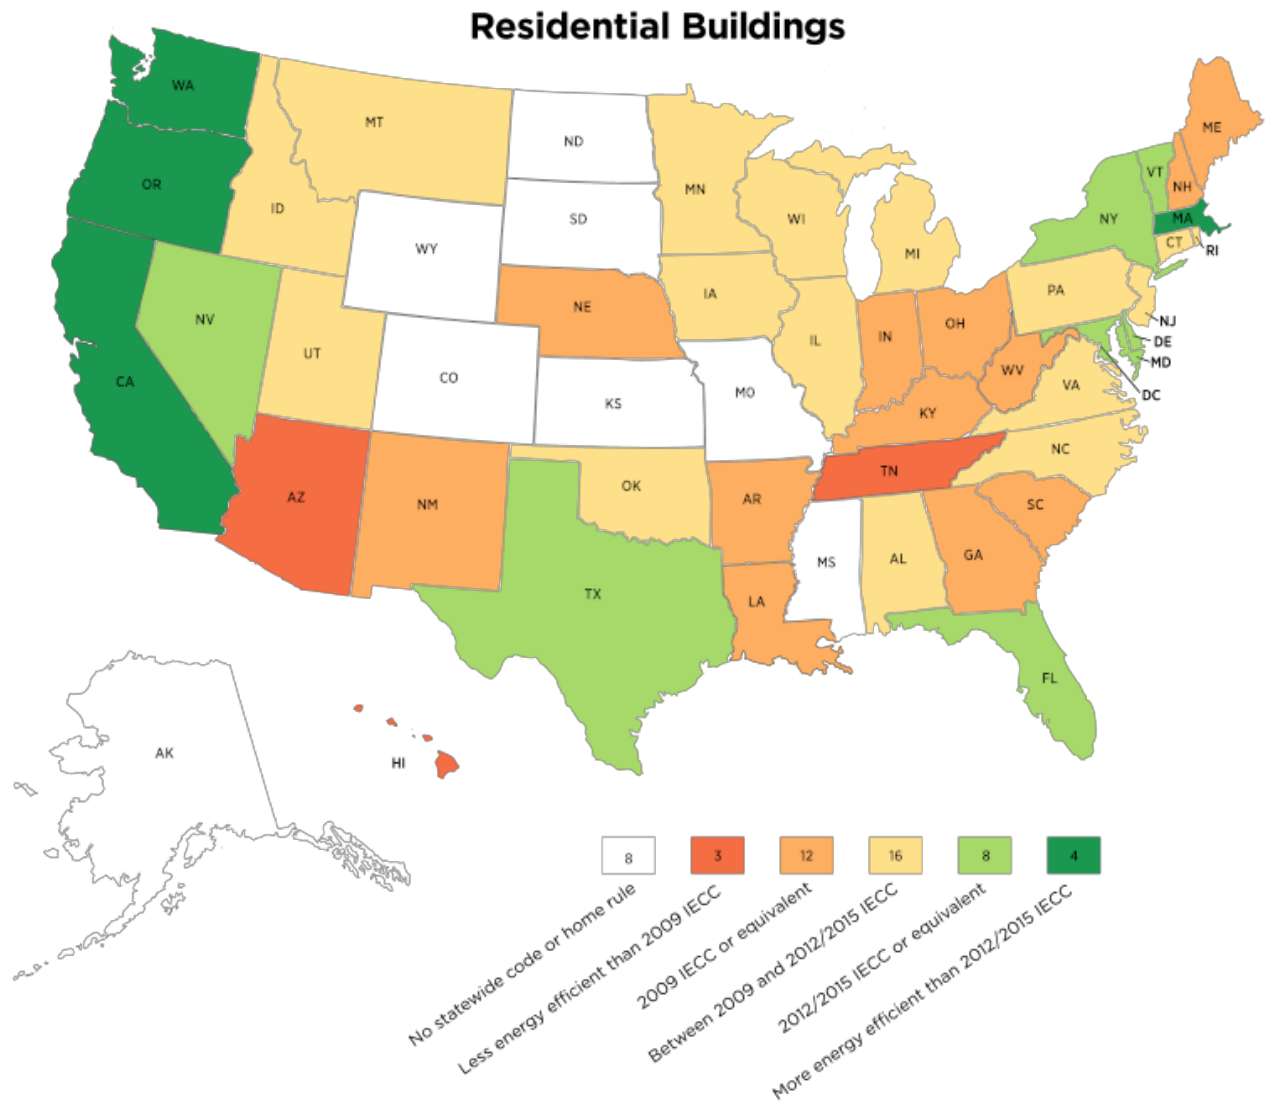 Residential Buildings
WA
MT
ND
ME
OR
ID
MN
VT
NH
SD
WI
NY
MA
WY
MI
CT
RI
NE
IA
PA
NV
UT
IL
IN
OH
NJ
DE
MD
CO
MO
WV
VA
DC
CA
KS
KY
NC
AZ
NM
OK
AR
TN
SC
TX
MS
AL
GA
LA
FL
AK
HI
8
3
12
16
8
4
No statewide code or home rule
Less energy efficient than 2009 IECC
2009 IECC or equivalent
Between 2009 and 2012/2015 IECC
2012/2015 IECC or equivalent
More energy efficient than 2012/2015 IECC